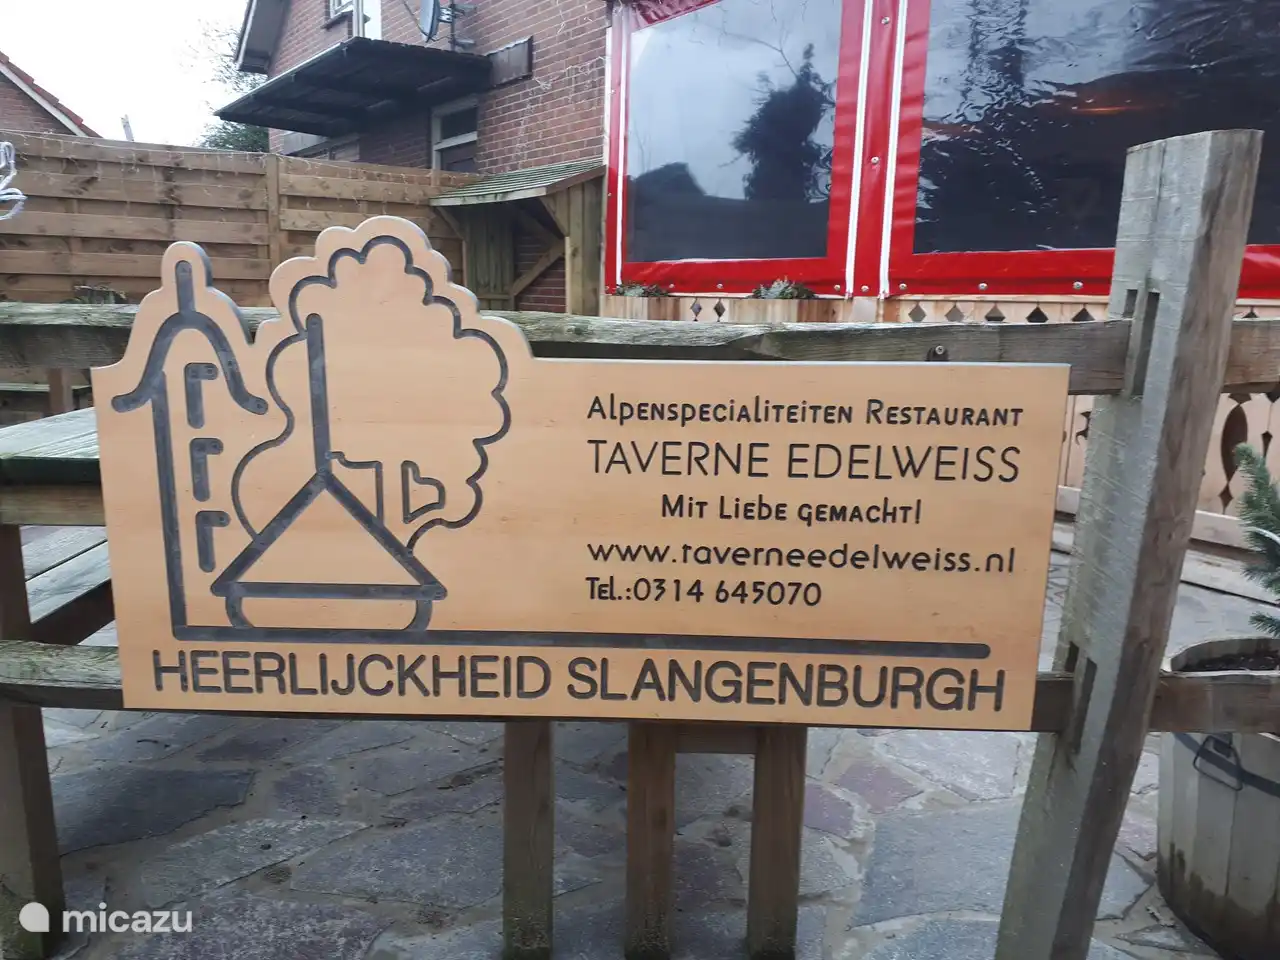 Alpenspecialiteiten Restaurant
TAVERNE EDELWEISS
Mit Liebe gemacht!
www.taverneedelweiss.nl
Tel.:0314 645070
HEERLIJCKHEID SLANGENBURGH
micazu